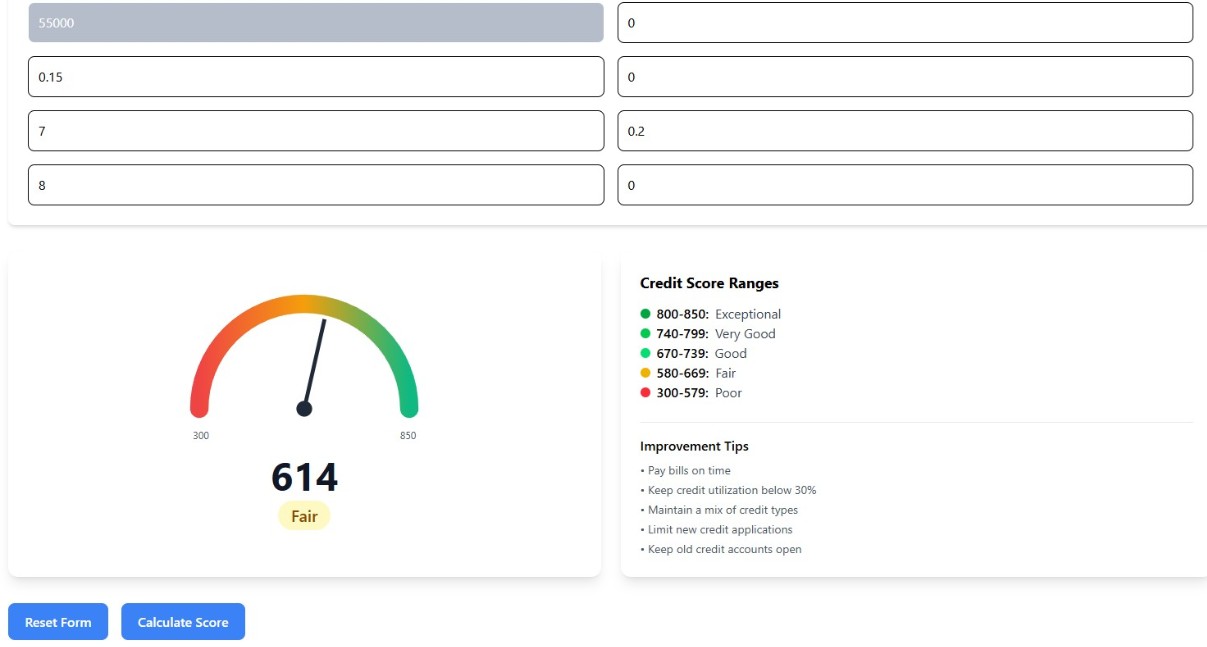 55000 0
0.15 0
7 0.2
8 0
300 850
614
Fair
Credit Score Ranges
800-850: Exceptional
740-799: Very Good
670-739: Good
580-669: Fair
300-579: Poor
Improvement Tips
• Pay bills on time
• Keep credit utilization below 30%
• Maintain a mix of credit types
• Limit new credit applications
• Keep old credit accounts open
Reset Form Calculate Score